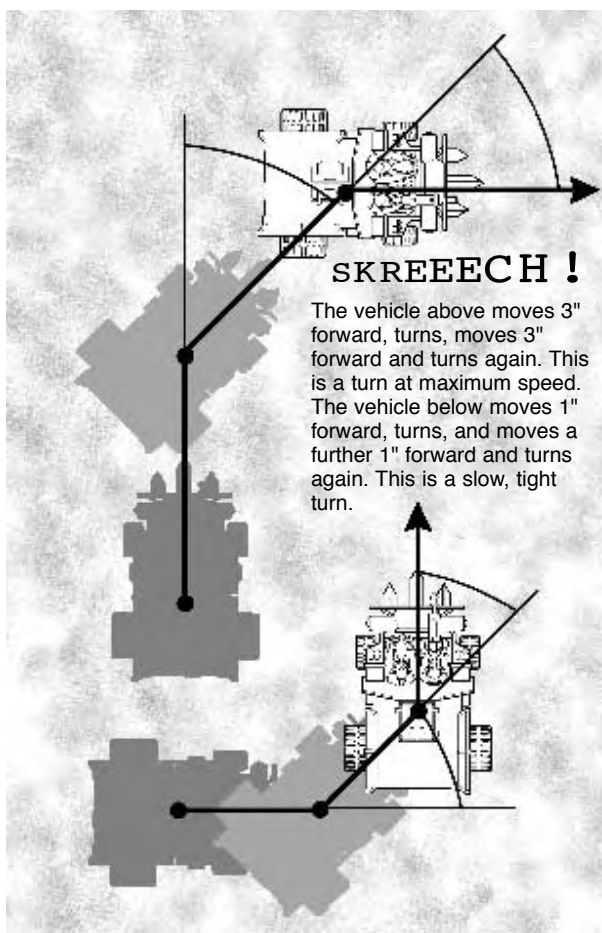 SKREEECH !
The vehicle above moves 3"
forward, turns, moves 3"
forward and turns again. This
is a turn at maximum speed.
The vehicle below moves 1"
forward, turns, and moves a
further 1" forward and turns
again. This is a slow, tight
turn.